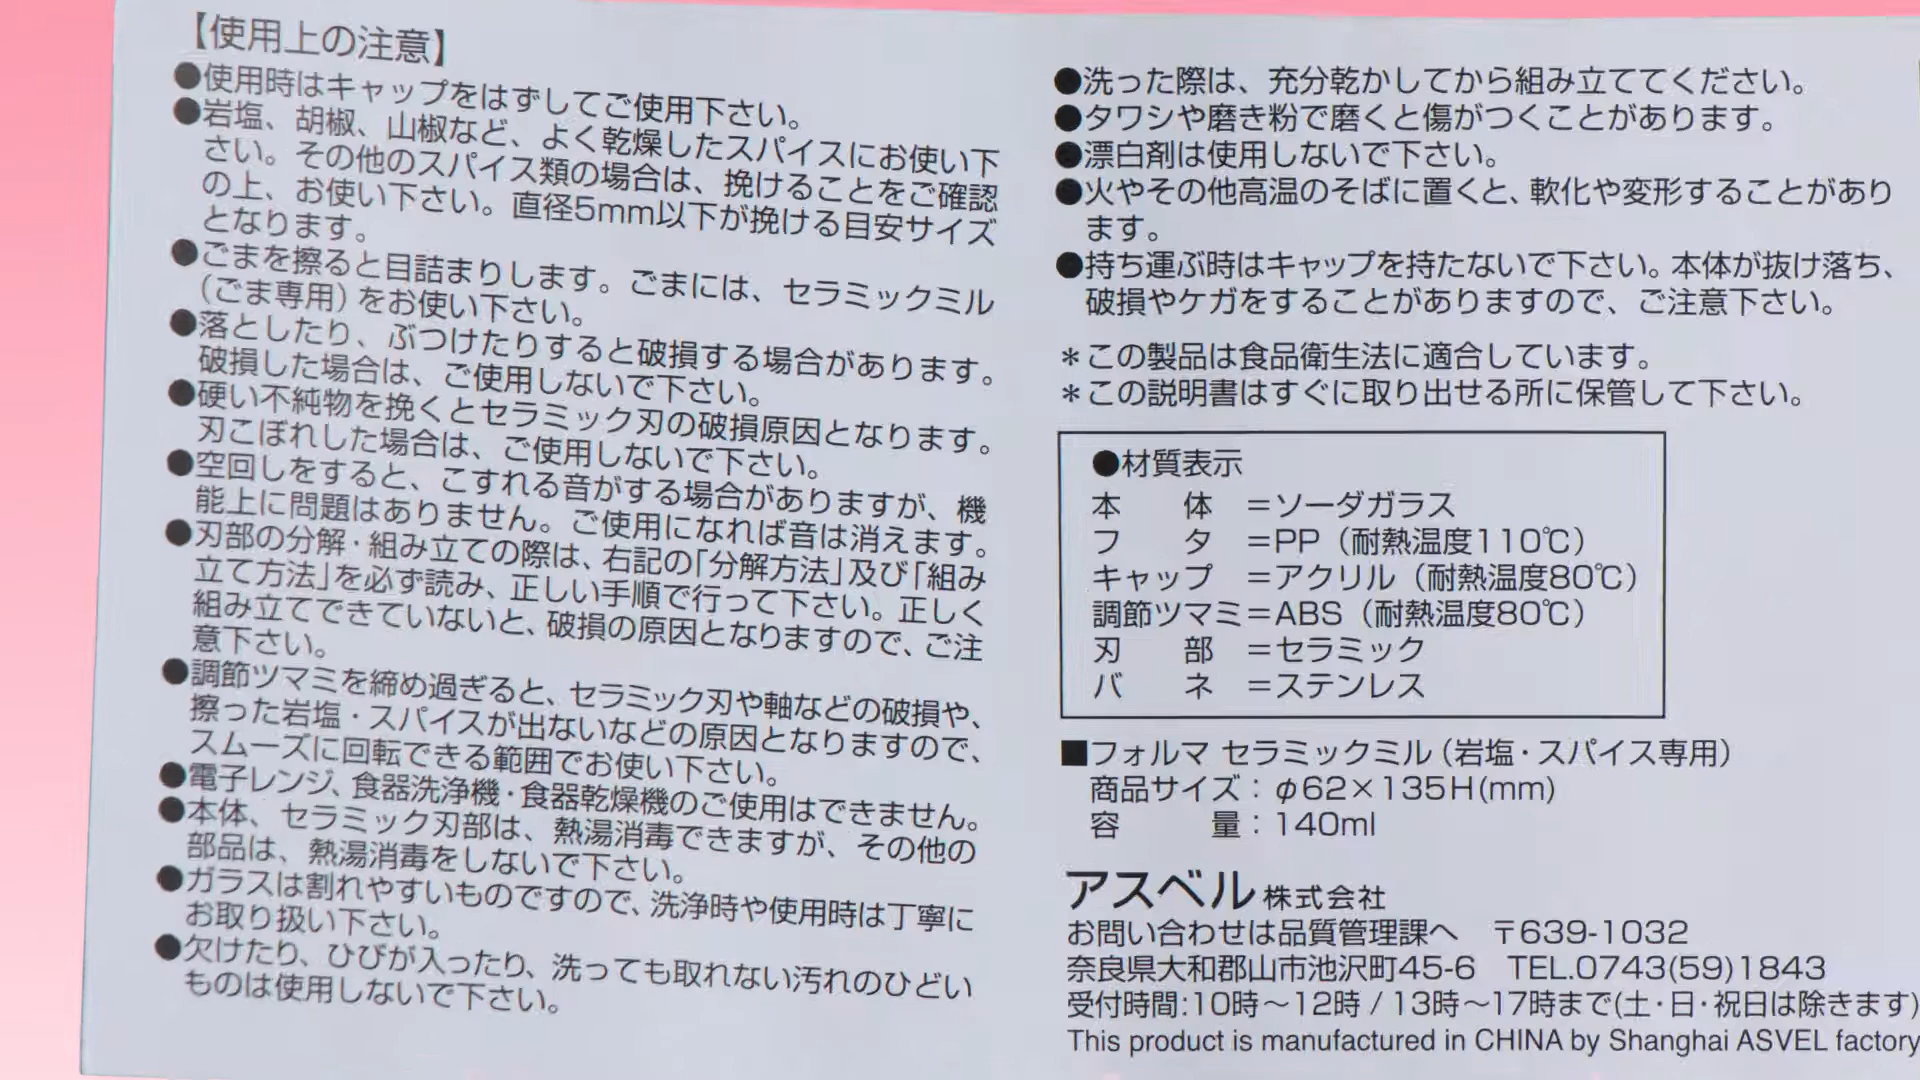 【使用上の注意】
●使用時はキャップをはずしてご使用下さい。
●岩塩、胡椒、山椒など、よく乾燥したスパイスにお使い下
さい。その他のスパイス類の場合は、挽けることをご確認
の上、お使い下さい。直径5mm以下が挽ける目安サイズ
となります。
●ごまを擦ると目詰まりします。ごまには、セラミックミル
(ごま専用)をお使い下さい。
●落としたり、ぶつけたりすると破損する場合があります。
破損した場合は、ご使用しないで下さい。
●硬い不純物を挽くとセラミック刃の破損原因となります。
刃こぼれした場合は、ご使用しないで下さい。
●空回しをすると、こすれる音がする場合がありますが、機
能上に問題はありません。ご使用になれば音は消えます。
●刃部の分解・組み立ての際は、右記の「分解方法」及び「組み
立て方法」を必ず読み、正しい手順で行って下さい。正しく
組み立てできていないと、破損の原因となりますので、ご注
意下さい。
●調節ツマミを締め過ぎると、セラミック刃や軸などの破損や、
擦った岩塩・スパイスが出ないなどの原因となりますので、
スムーズに回転できる範囲でお使い下さい。
●電子レンジ、食器洗浄機・食器乾燥機のご使用はできません。
●本体、セラミック刃部は、熱湯消毒できますが、その他の
部品は、熱湯消毒をしないで下さい。
●ガラスは割れやすいものですので、洗浄時や使用時は丁寧に
お取り扱い下さい。
●欠けたり、ひびが入ったり、洗っても取れない汚れのひどい
ものは使用しないで下さい。
●洗った際は、充分乾かしてから組み立ててください。
●タワシや磨き粉で磨くと傷がつくことがあります。
●漂白剤は使用しないで下さい。
●火やその他高温のそばに置くと、軟化や変形することがあり
ます。
●持ち運ぶ時はキャップを持たないで下さい。本体が抜け落ち、
破損やケガをすることがありますので、ご注意下さい。
＊この製品は食品衛生法に適合しています。
＊この説明書はすぐに取り出せる所に保管して下さい。
●材質表示
本　　体　＝ソーダガラス
フ　　タ　＝PP(耐熱温度110℃)
キャップ　＝アクリル(耐熱温度80℃)
調節ツマミ＝ABS(耐熱温度80℃)
刃　　部　＝セラミック
バ　　ネ　＝ステンレス
■フォルマ セラミックミル(岩塩・スパイス専用)
商品サイズ：φ62×135H(mm)
容　　　量：140ml
アスベル株式会社
お問い合わせは品質管理課へ　〒639-1032
奈良県大和郡山市池沢町45-6　TEL.0743(59)1843
受付時間:10時～12時 / 13時～17時まで(土・日・祝日は除きます)
This product is manufactured in CHINA by Shanghai ASVEL factory